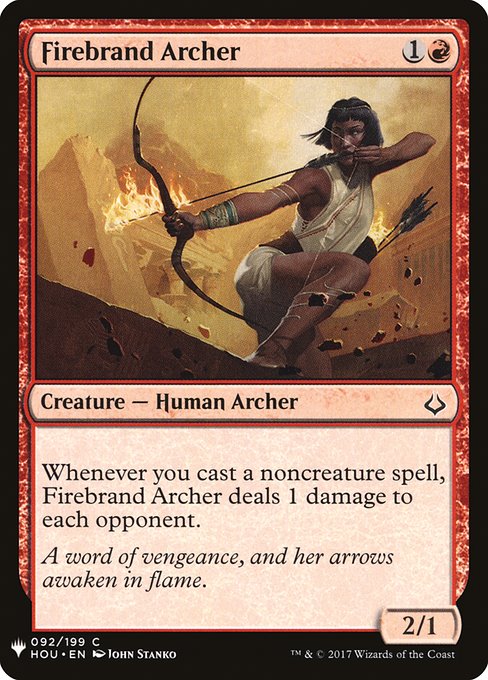 Firebrand Archer 1
Creature — Human Archer
Whenever you cast a noncreature spell,
Firebrand Archer deals 1 damage to
each opponent.
A word of vengeance, and her arrows
awaken in flame.
2/1
092/199 C
HOU • EN John Stanko ™ & © 2017 Wizards of the Coast